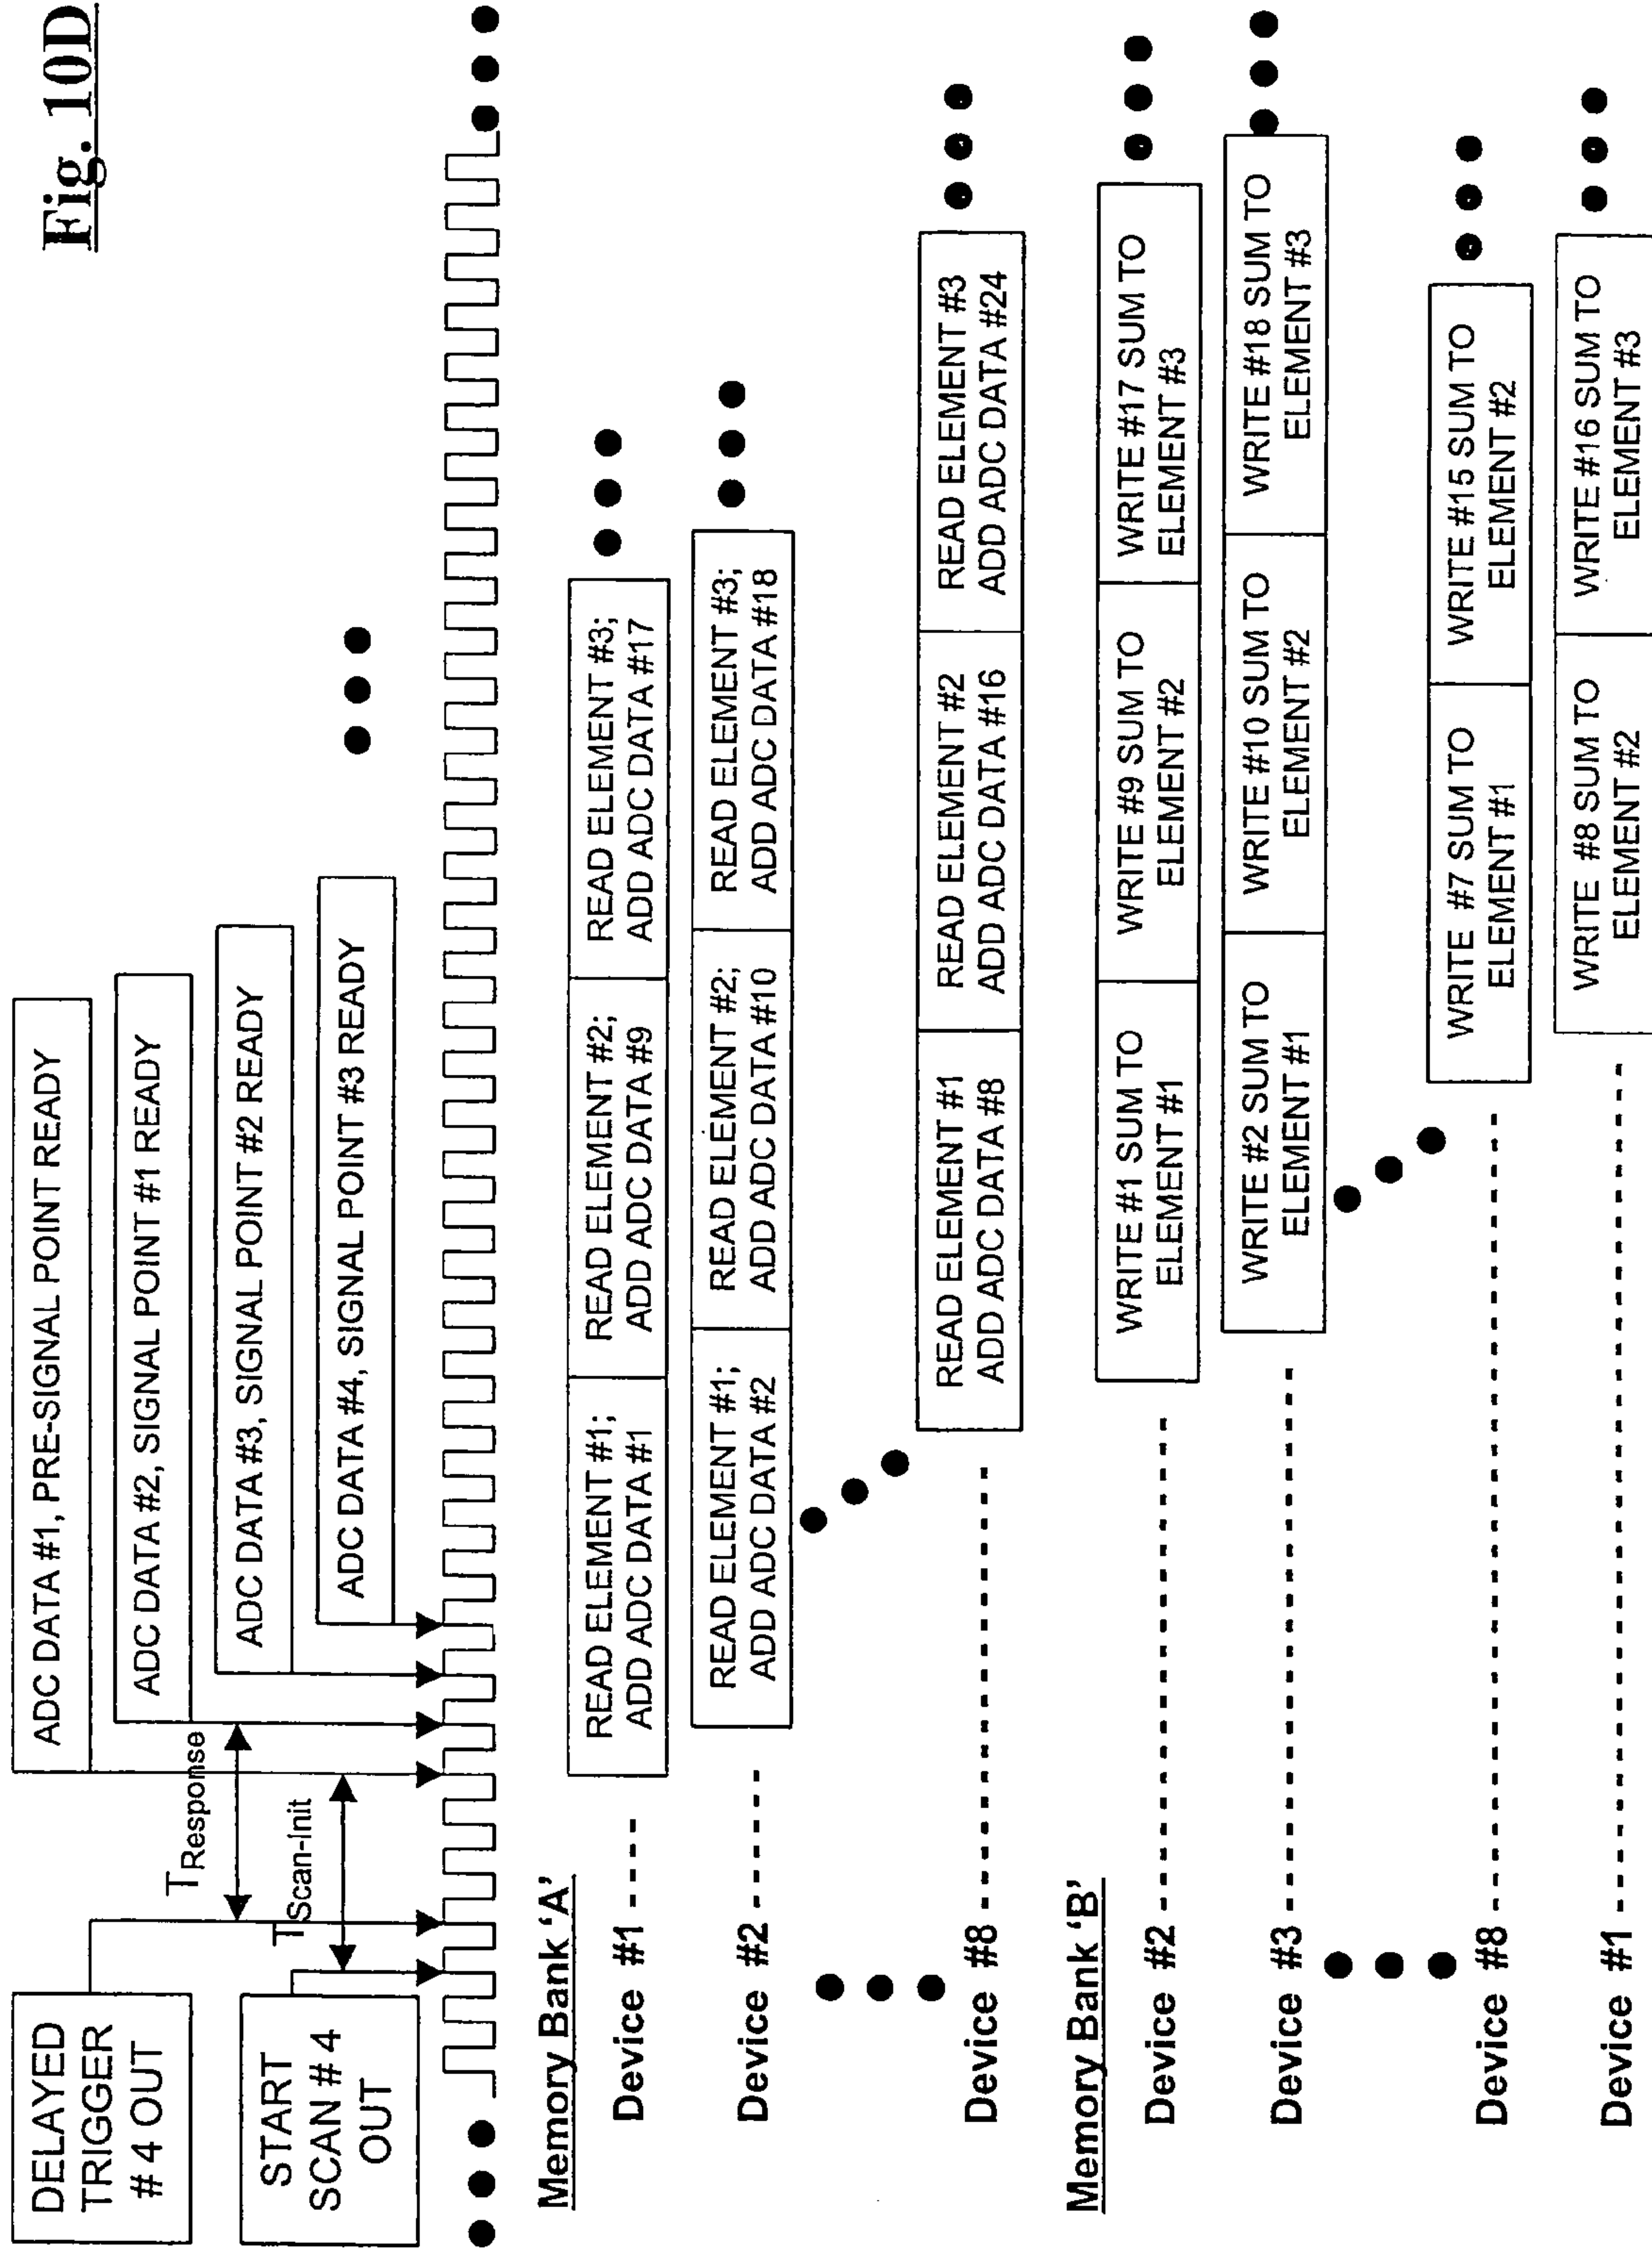 Fig. 10D
DELAYED
TRIGGER
# 4 OUT
START
SCAN # 4
OUT
TResponse
TScan-Init
ADC DATA #1, PRE-SIGNAL POINT READY
ADC DATA #2, SIGNAL POINT #1 READY
ADC DATA #3, SIGNAL POINT #2 READY
ADC DATA #4, SIGNAL POINT #3 READY
Memory Bank ‘A’
Device #1
READ ELEMENT #1;
ADD ADC DATA #1
READ ELEMENT #2;
ADD ADC DATA #9
READ ELEMENT #3;
ADD ADC DATA #17
Device #2
READ ELEMENT #1;
ADD ADC DATA #2
READ ELEMENT #2;
ADD ADC DATA #10
READ ELEMENT #3;
ADD ADC DATA #18
Device #8
READ ELEMENT #1
ADD ADC DATA #8
READ ELEMENT #2
ADD ADC DATA #16
READ ELEMENT #3
ADD ADC DATA #24
Memory Bank ‘B’
Device #2
WRITE #1 SUM TO
ELEMENT #1
WRITE #9 SUM TO
ELEMENT #2
WRITE #17 SUM TO
ELEMENT #3
Device #3
WRITE #2 SUM TO
ELEMENT #1
WRITE #10 SUM TO
ELEMENT #2
WRITE #18 SUM TO
ELEMENT #3
Device #8
WRITE #7 SUM TO
ELEMENT #1
WRITE #15 SUM TO
ELEMENT #2
Device #1
WRITE #8 SUM TO
ELEMENT #2
WRITE #16 SUM TO
ELEMENT #3